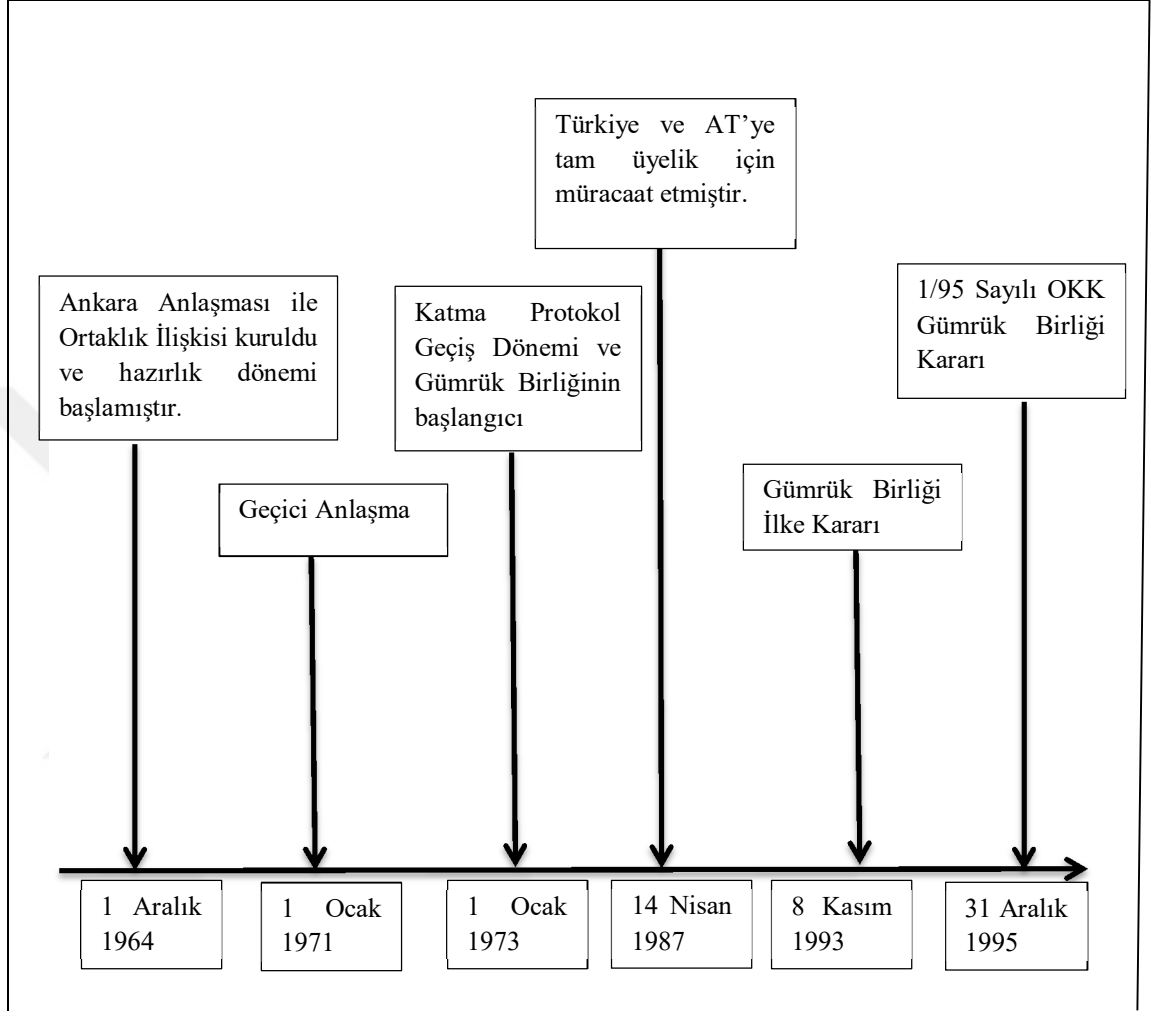 Türkiye ve AT’ye
tam üyelik için
müracaat etmiştir.
Ankara Anlaşması ile
Ortaklık İlişkisi kuruldu
ve hazırlık dönemi
başlamıştır.
Katma Protokol
Geçiş Dönemi ve
Gümrük Birliğinin
başlangıcı
1/95 Sayılı OKK
Gümrük Birliği
Kararı
Geçici Anlaşma
Gümrük Birliği
İlke Kararı
1 Aralık
1964
1 Ocak
1971
1 Ocak
1973
14 Nisan
1987
8 Kasım
1993
31 Aralık
1995